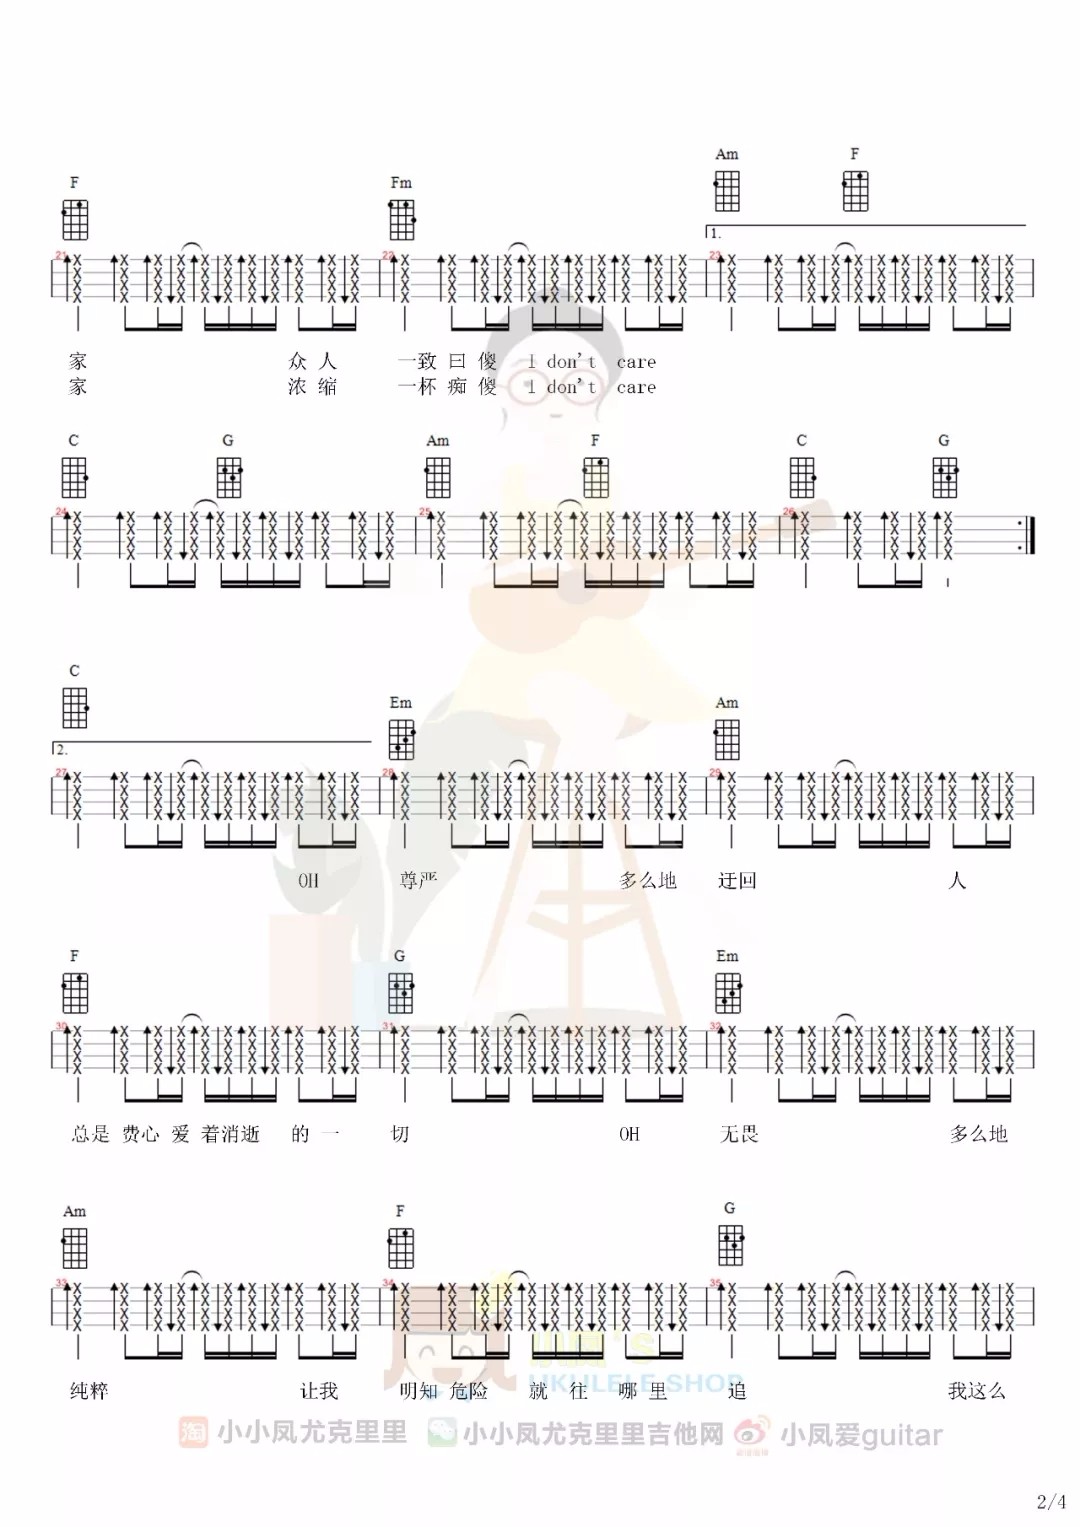 Am F
F Fm
1.
21 22 23
家 众 人 一致 曰 傻 I don't care
家 浓 缩 一杯 痴 傻 I don't care
C G Am F C G
24 25 26
C
Em Am
2.
27 28 29
OH 尊严 多么地 迂回 人
F G Em
30 31 32
总是 费心 爱 着消逝 的 一 切 OH 无畏 多么地
Am F G
33 34 35
纯粹 让我 明知 危险 就 往 哪 里 追 我这么
小鳳's
UKULELE SHOP
淘 小小凤尤克里里 小小凤尤克里里吉他网 小凤爱guitar
2/4